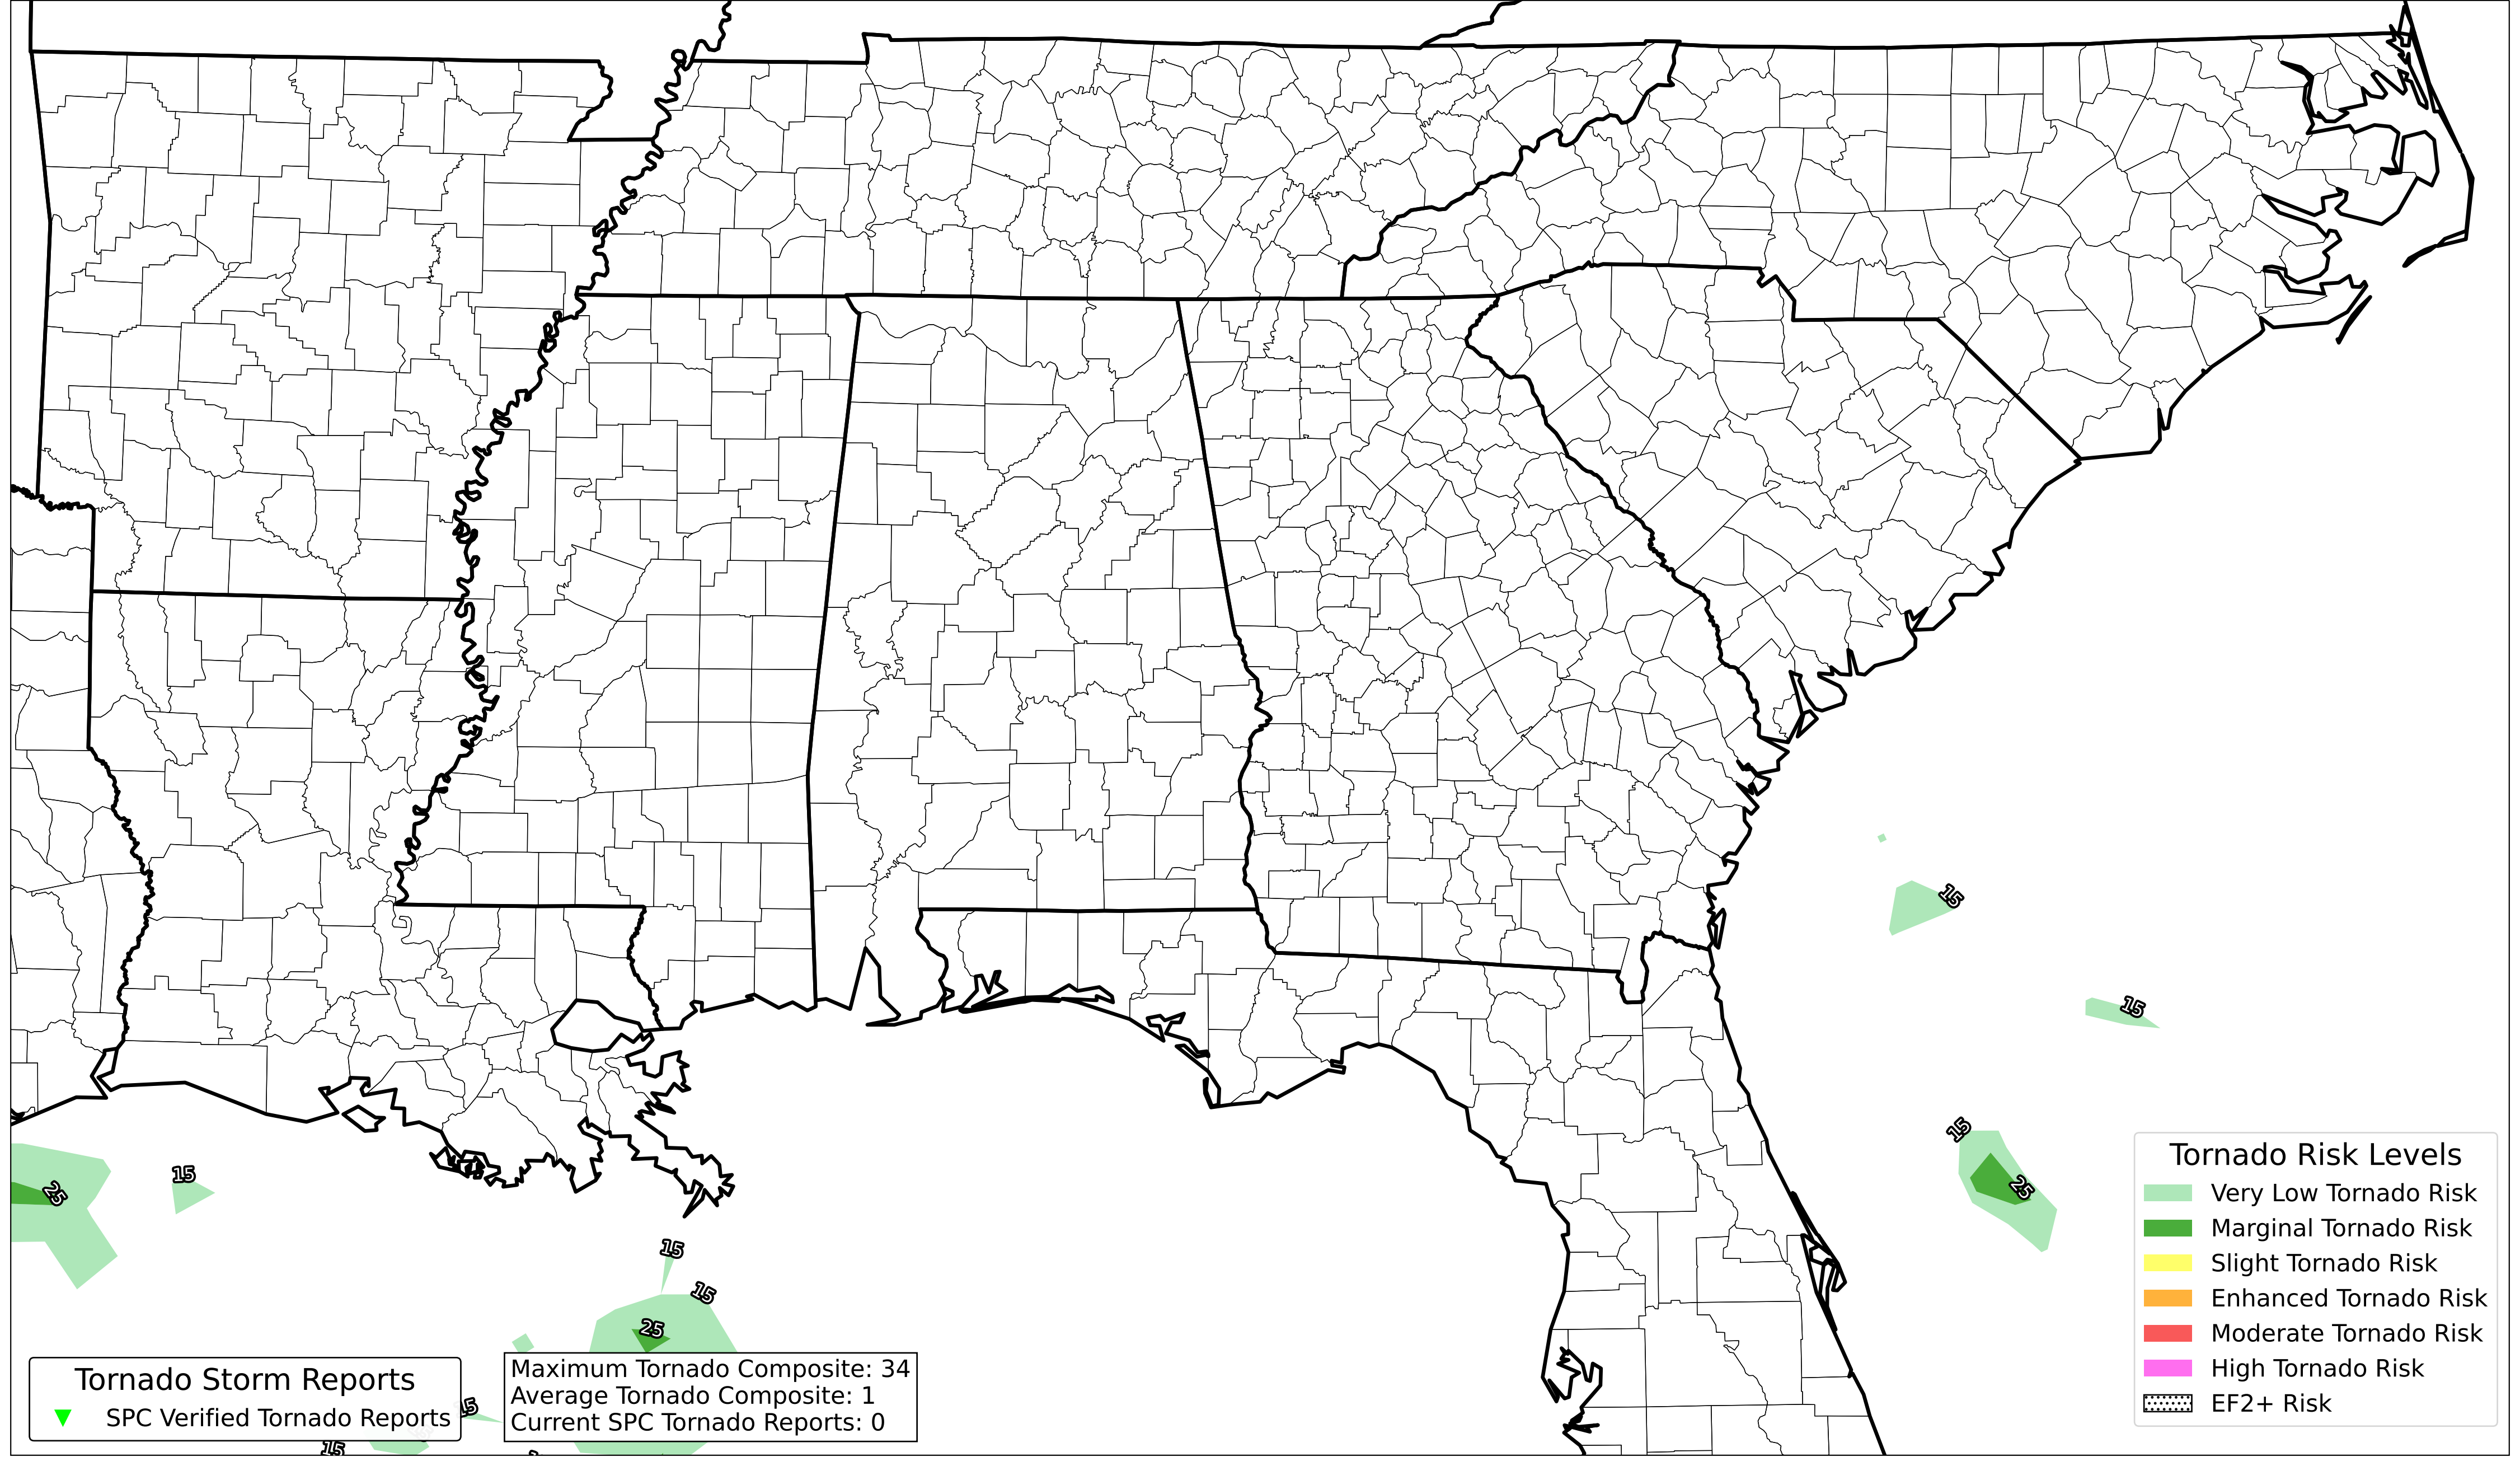 15
15
15
25
25
15
15
15
25
15
15
Tornado Risk Levels
Very Low Tornado Risk
Marginal Tornado Risk
Slight Tornado Risk
Enhanced Tornado Risk
Moderate Tornado Risk
High Tornado Risk
EF2+ Risk
Tornado Storm Reports
SPC Verified Tornado Reports
Maximum Tornado Composite: 34
Average Tornado Composite: 1
Current SPC Tornado Reports: 0